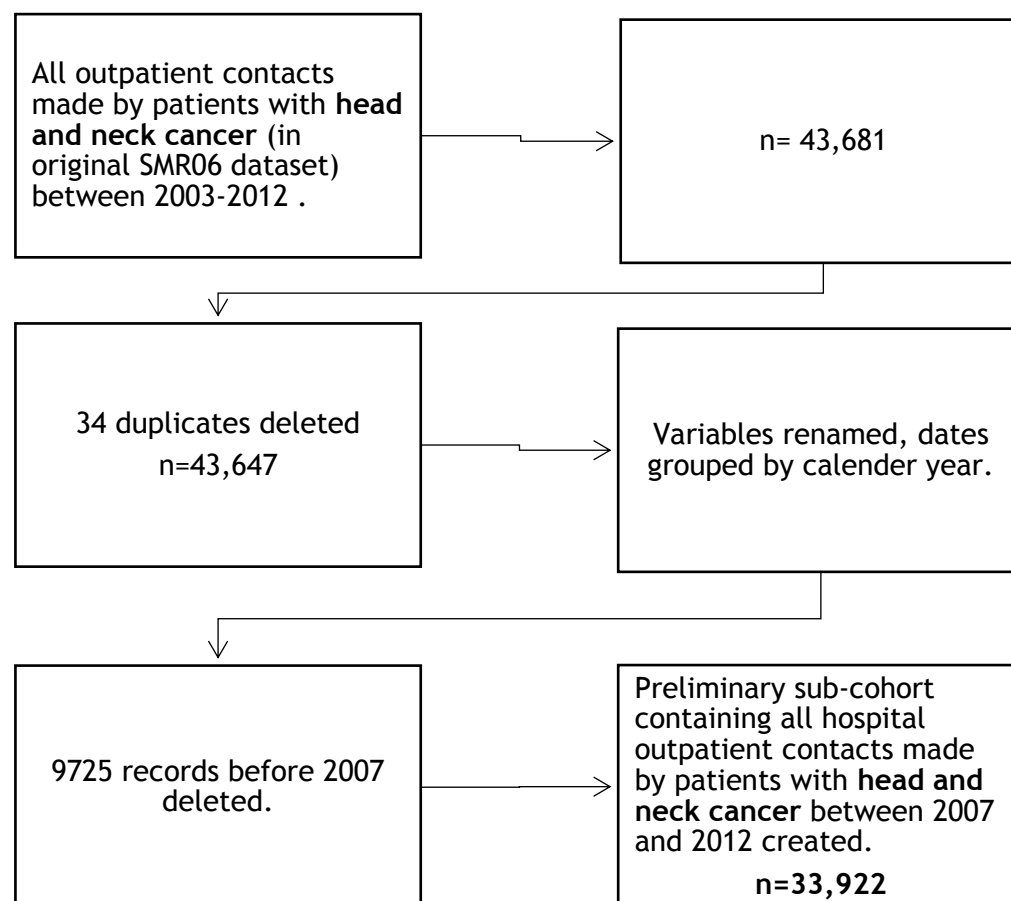 All outpatient contacts
made by patients with head
and neck cancer (in
original SMR06 dataset)
between 2003-2012 .
n= 43,681
34 duplicates deleted
n=43,647
Variables renamed, dates
grouped by calender year.
9725 records before 2007
deleted.
Preliminary sub-cohort
containing all hospital
outpatient contacts made
by patients with head and
neck cancer between 2007
and 2012 created.
n=33,922